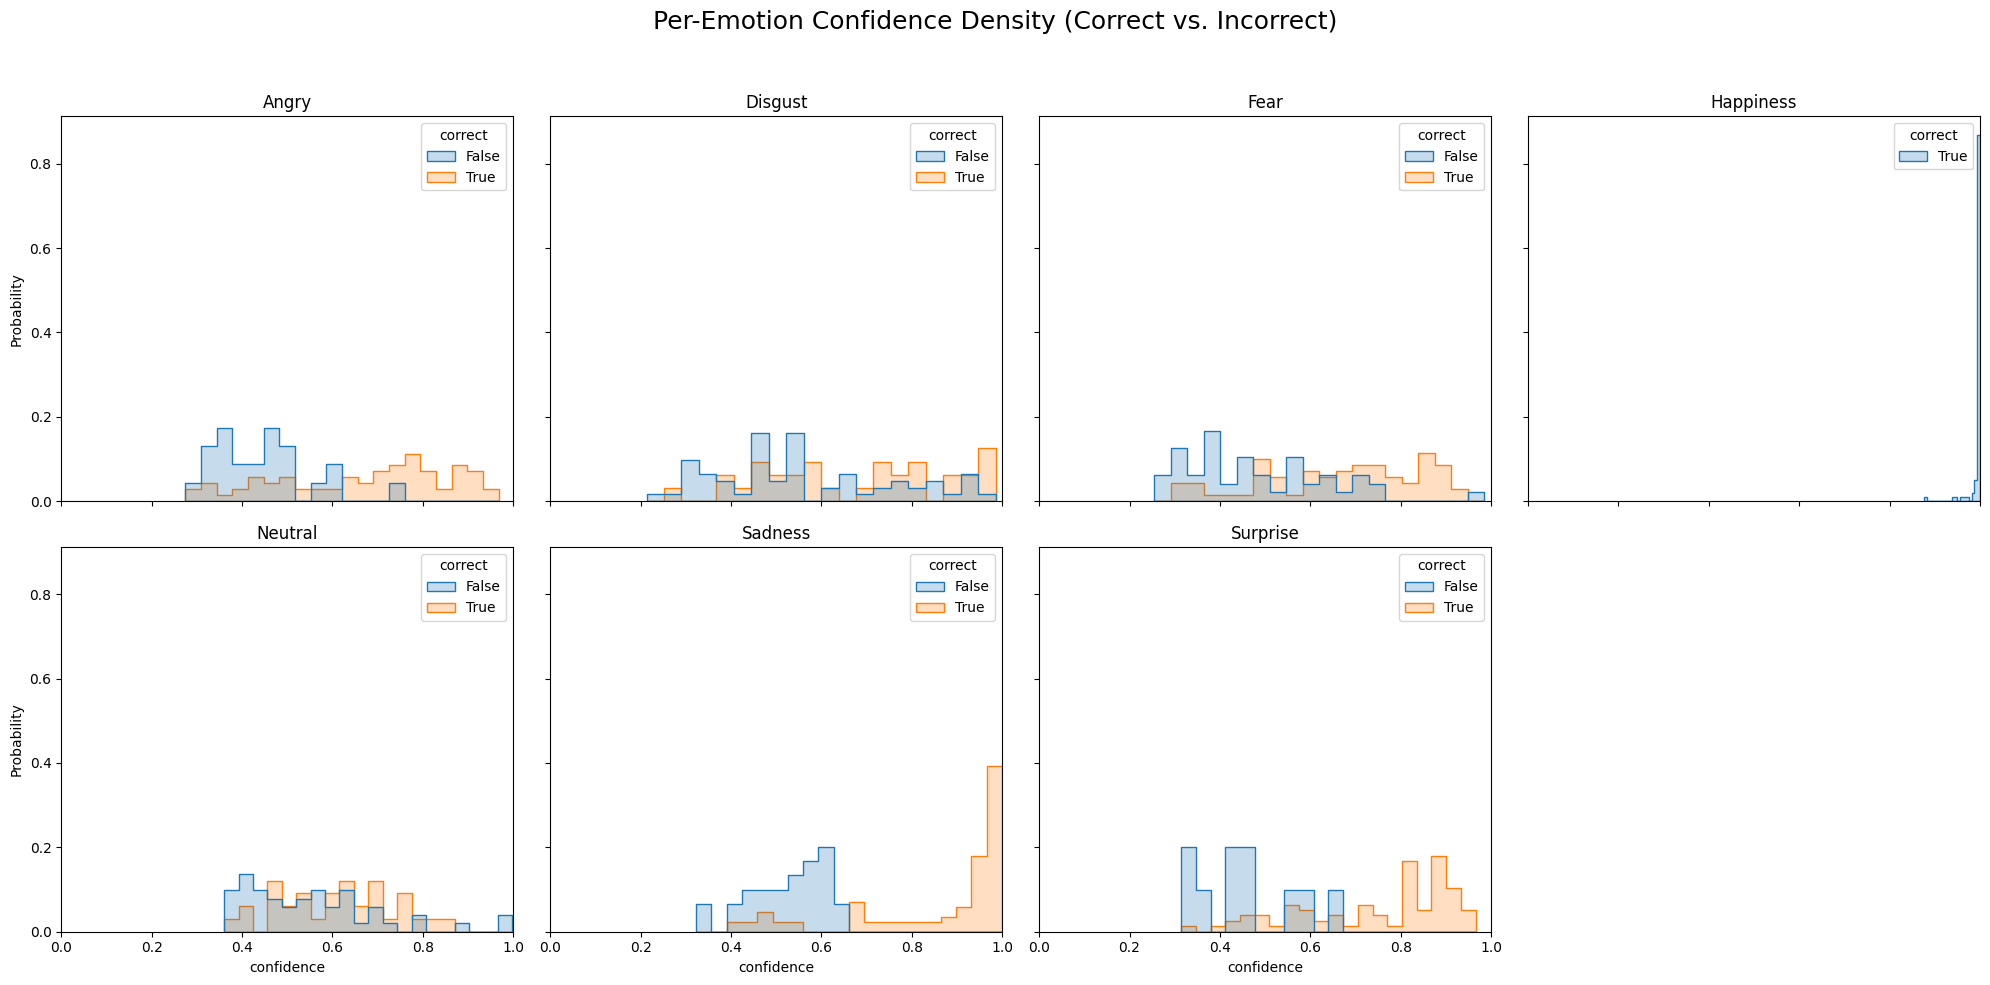 Per-Emotion Confidence Density (Correct vs. Incorrect)
Angry
Disgust
Fear
Happiness
correct
False
True
correct
False
True
correct
False
True
correct
True
Probability
0.8
0.6
0.4
0.2
0.0
Neutral
Sadness
Surprise
correct
False
True
correct
False
True
correct
False
True
Probability
0.8
0.6
0.4
0.2
0.0
0.0 0.2 0.4 0.6 0.8 1.0
confidence
0.0 0.2 0.4 0.6 0.8 1.0
confidence
0.0 0.2 0.4 0.6 0.8 1.0
confidence